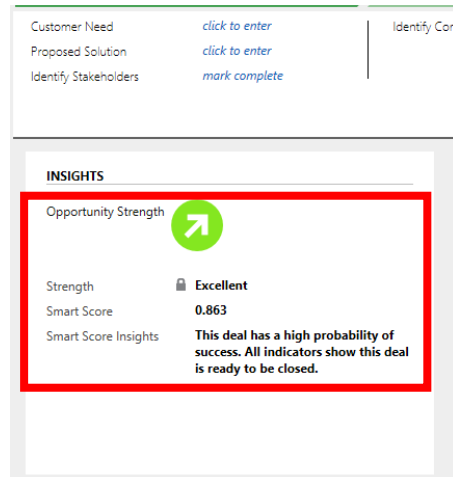 Customer Need click to enter Identify
Proposed Solution click to enter
Identify Stakeholders mark complete
INSIGHTS
Opportunity Strength
Strength Excellent
Smart Score 0.863
Smart Score Insights This deal has a high probability of
success. All indicators show this deal
is ready to be closed.